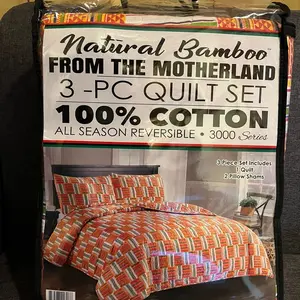 Natural Bamboo™
FROM THE MOTHERLAND
3-PC QUILT SET
100% COTTON
ALL SEASON REVERSIBLE • 3000 Series
3 Piece Set Includes
1 Quilt
2 Pillow Shams